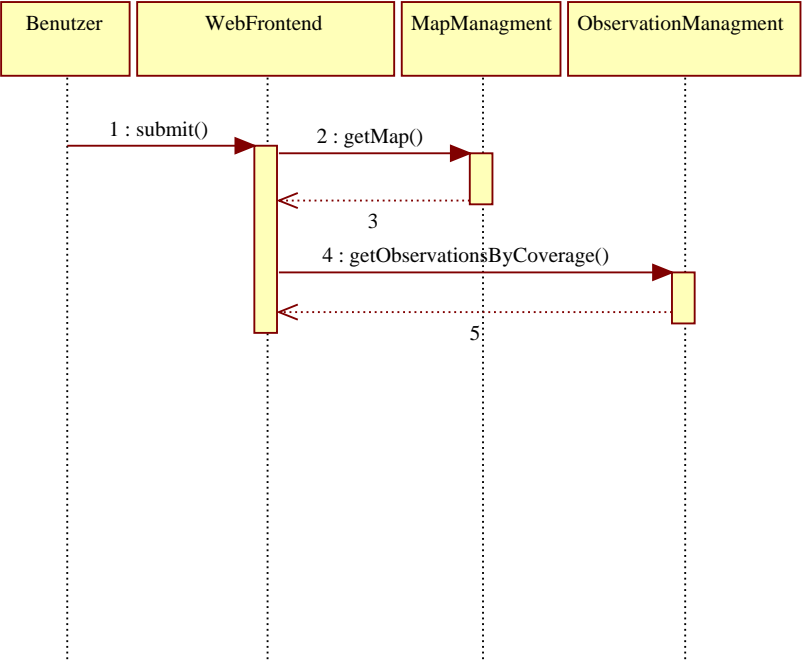 Benutzer
WebFrontend
MapManagment
ObservationManagment
1 : submit()
2 : getMap()
3
4 : getObservationsByCoverage()
5